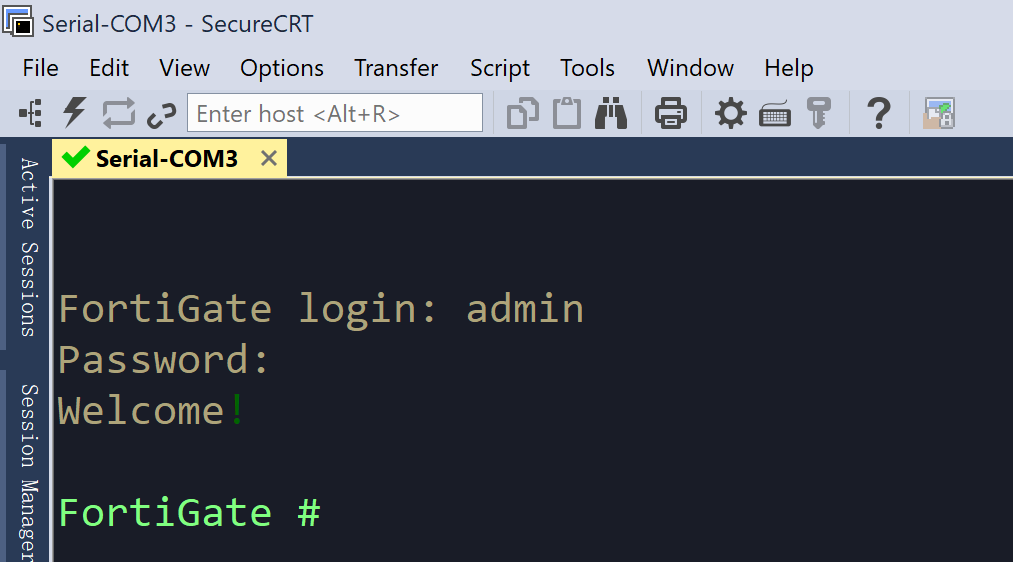 Serial-COM3 - SecureCRT
File Edit View Options Transfer Script Tools Window Help
Enter host <Alt+R>
?
Serial-COM3
Active Sessions
Session Manager
FortiGate login: admin
Password:
Welcome!
FortiGate #